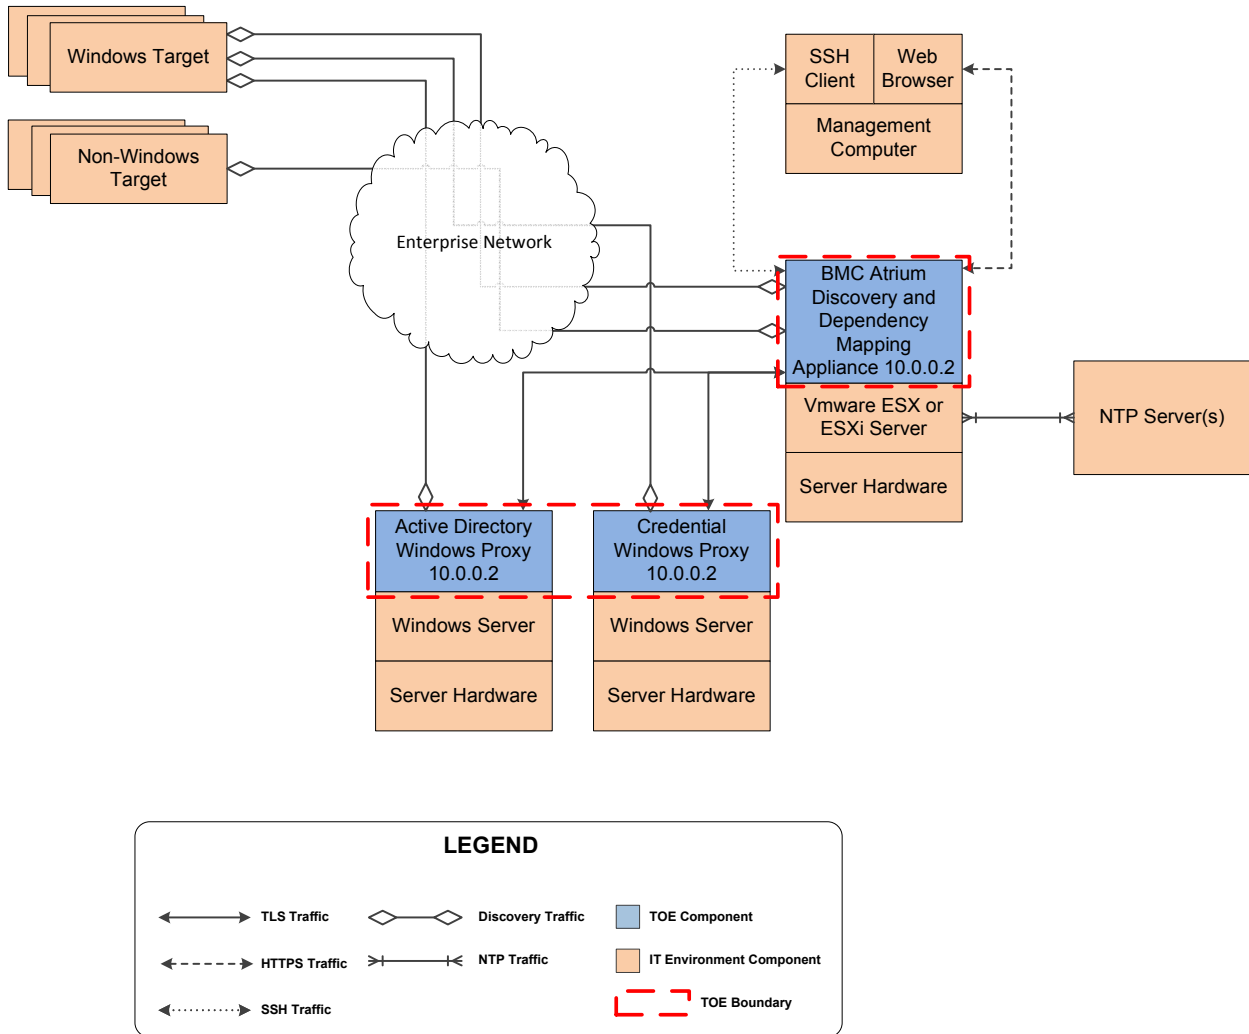 Windows Target
Non-Windows
Target
Enterprise Network
SSH
Client
Web
Browser
Management
Computer
BMC Atrium
Discovery and
Dependency
Mapping
Appliance 10.0.0.2
Vmware ESX or
ESXi Server
Server Hardware
NTP Server(s)
Active Directory
Windows Proxy
10.0.0.2
Windows Server
Server Hardware
Credential
Windows Proxy
10.0.0.2
Windows Server
Server Hardware
LEGEND
TLS Traffic
Discovery Traffic
TOE Component
HTTPS Traffic
NTP Traffic
IT Environment Component
SSH Traffic
TOE Boundary